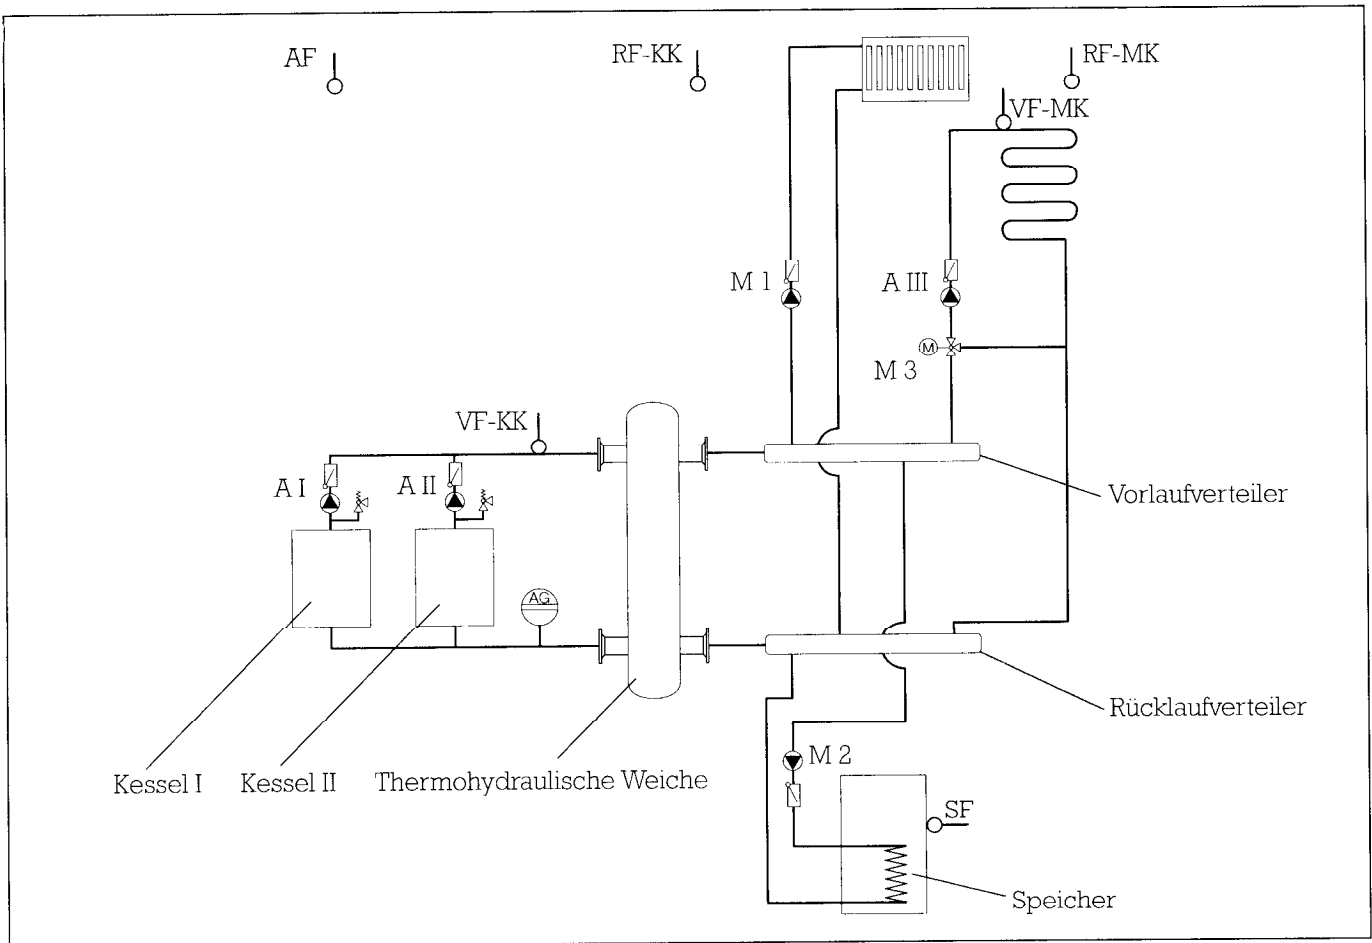 AF
RF-KK
RF-MK
VF-MK
M 1
A III
M
M 3
VF-KK
A I
A II
Vorlaufverteiler
AG
Rücklaufverteiler
M 2
Kessel I
Kessel II
Thermohydraulische Weiche
SF
Speicher